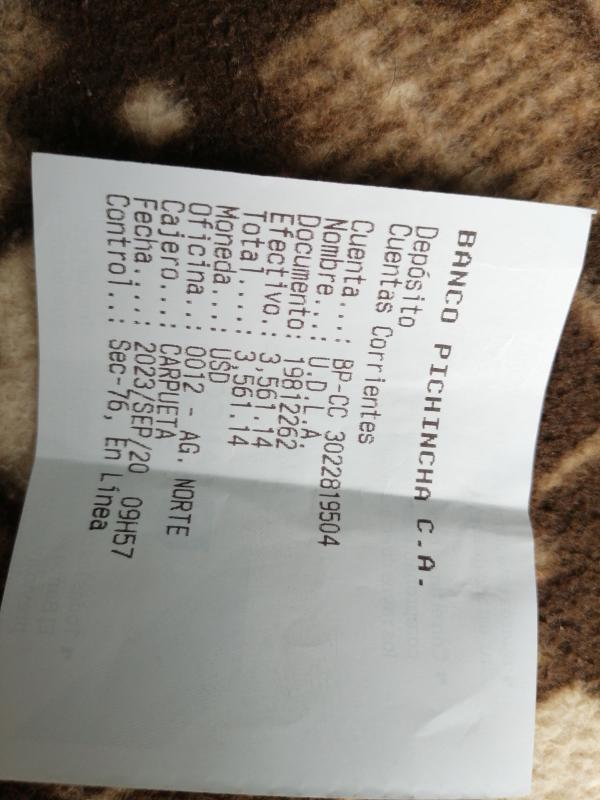 BANCO PICHINCHA C.A.
Depósito
Cuentas Corrientes
Cuenta...: BP-CC 3022819504
Nombre...: U.D.L.A.
Documento: 19812262
Efectivo.: 3,561.14
Total....: 3,561.14
Moneda...: USD
Oficina..: 0012 - AG. NORTE
Cajero...: CARPUETA
Fecha.:..: 2023/SEP/20 09H57
Control..: Sec-76, En Línea